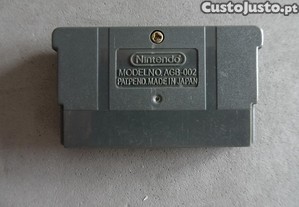 CustoJusto.pt
Nintendo
MODEL NO. AGB-002
PAT.PEND. MADE IN JAPAN